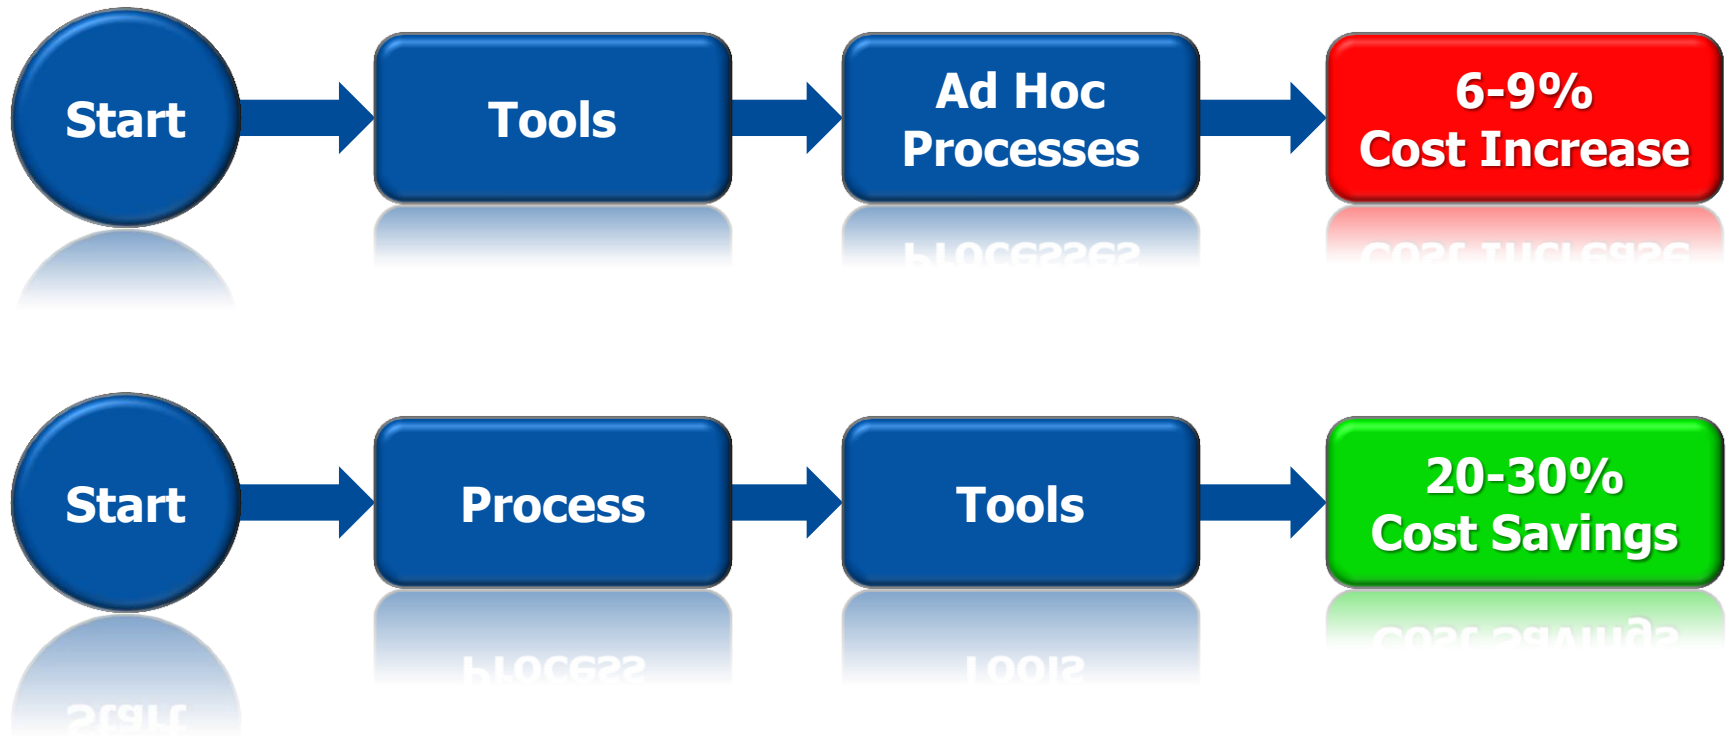 Start
Tools
Ad Hoc
Processes
6-9%
Cost Increase
Start
Process
Tools
20-30%
Cost Savings